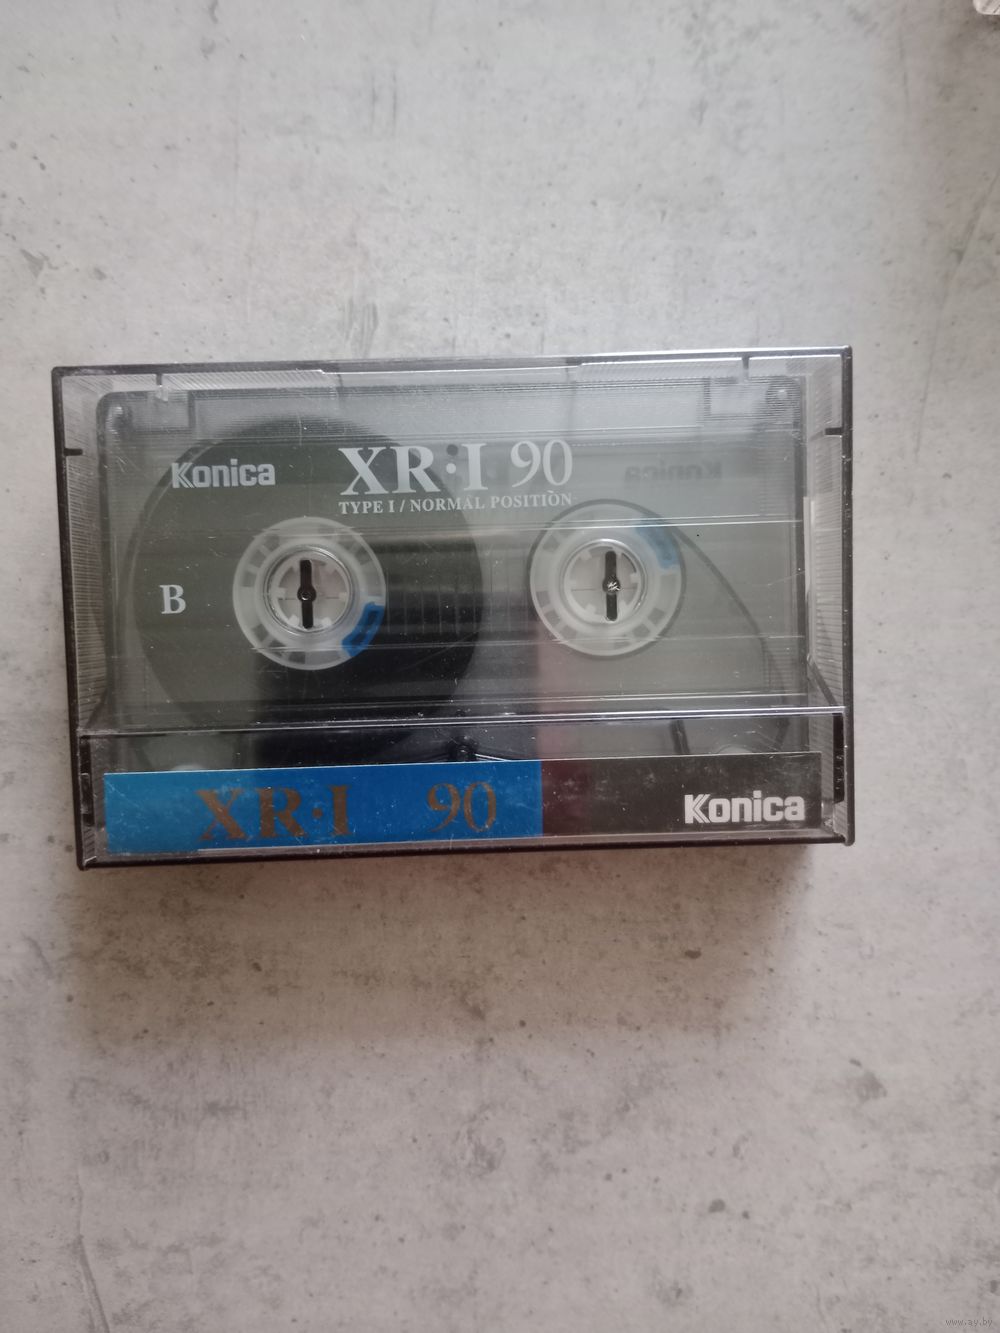 Konica
XR·I 90
TYPE I / NORMAL POSITION
B
XR·I 90
Konica
www.ay.by